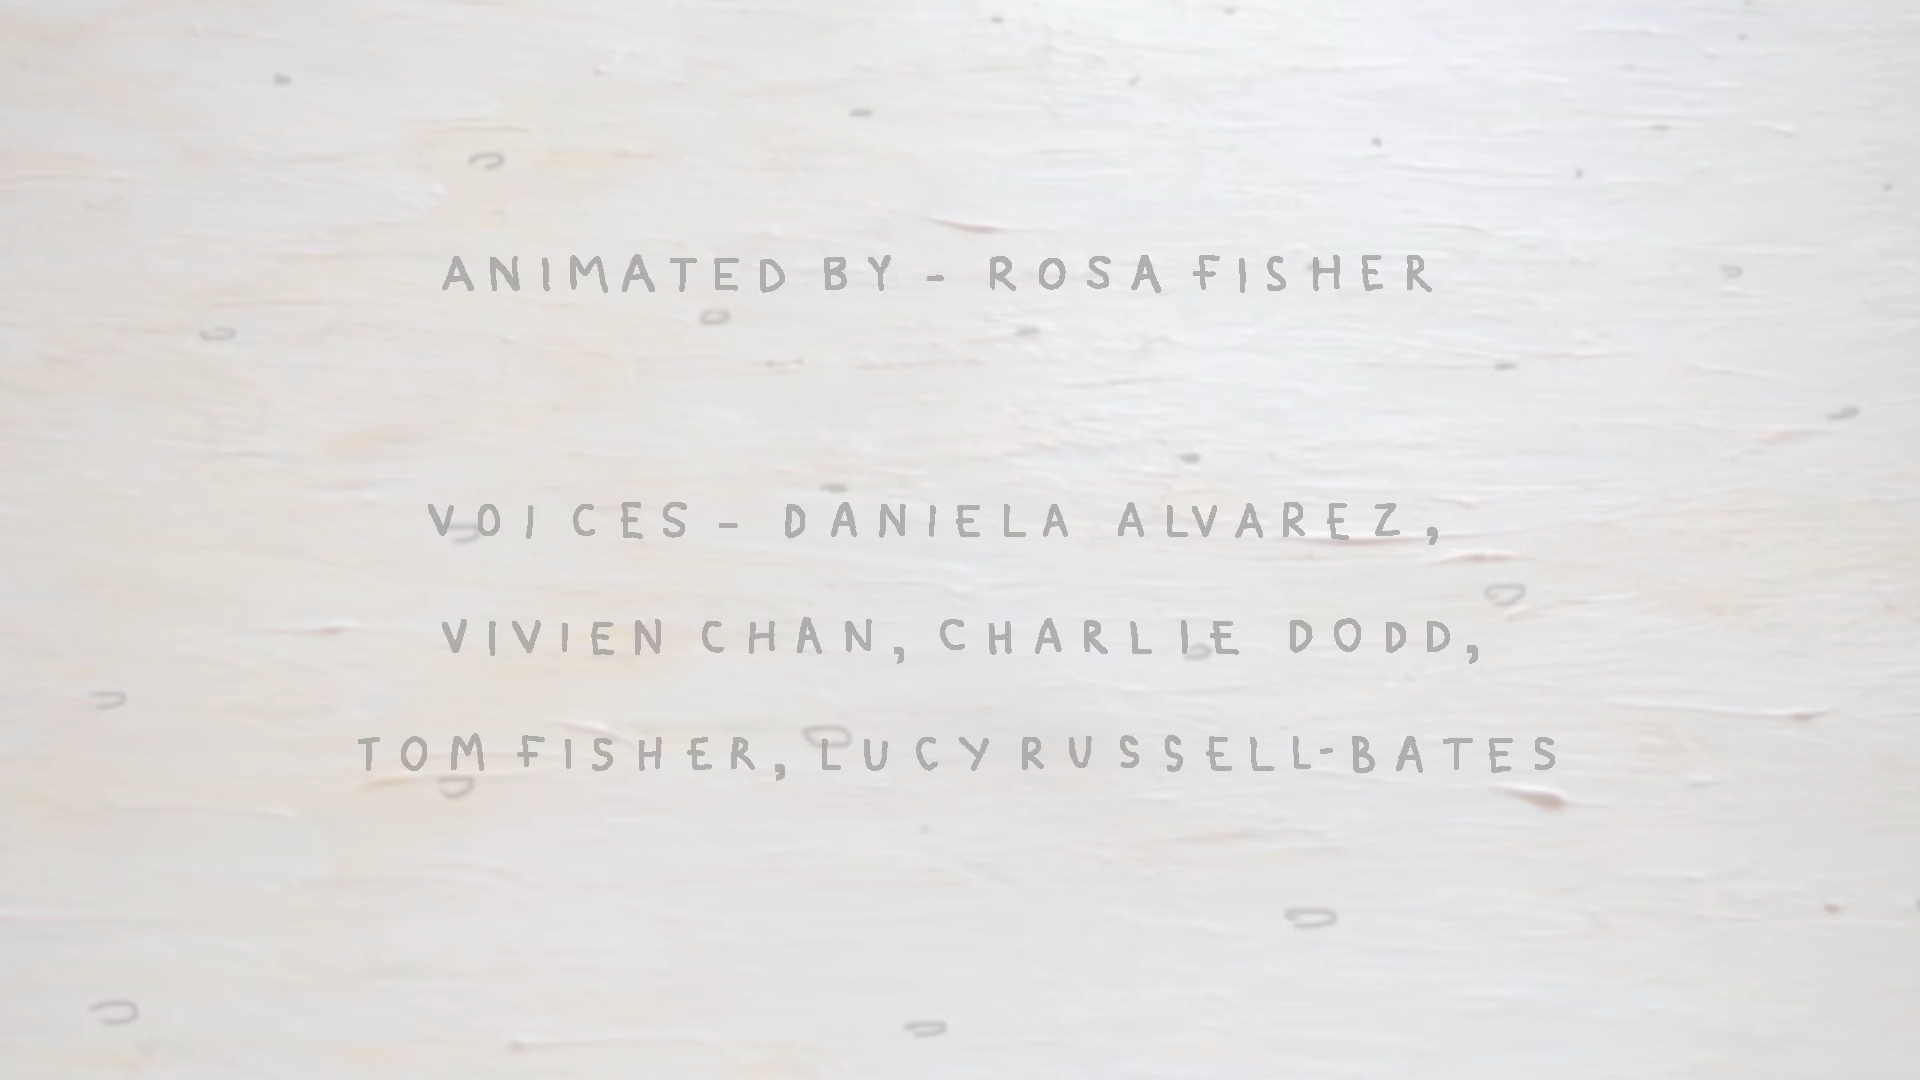 ANIMATED BY - ROSA FISHER
VOICES - DANIELA ALVAREZ,
VIVIEN CHAN, CHARLIE DODD,
TOM FISHER, LUCY RUSSELL-BATES